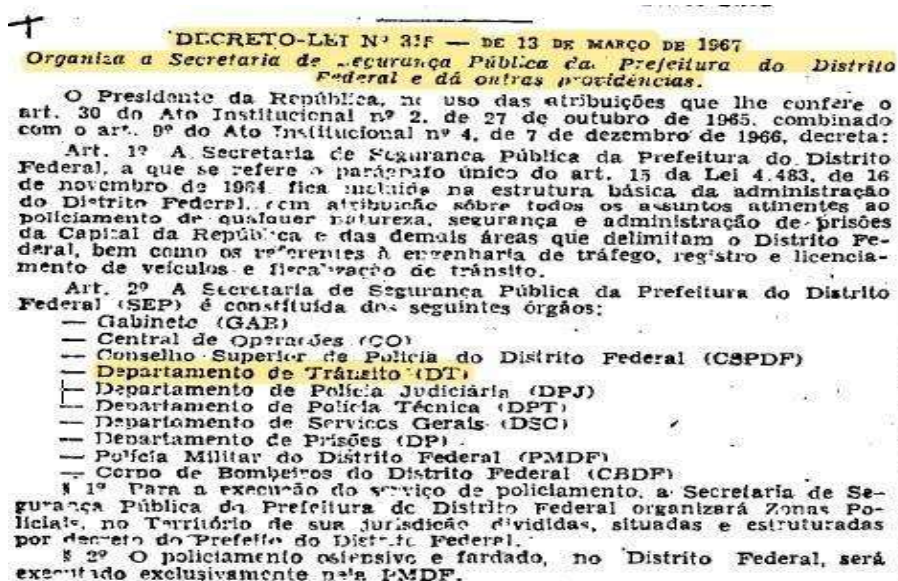 DECRETO-LEI Nº 315 — DE 13 DE MARÇO DE 1967
Organiza a Secretaria de Segurança Pública da Prefeitura do Distrito
Federal e dá outras providências.
O Presidente da República, no uso das atribuições que lhe confere o
art. 30 do Ato Institucional nº 2, de 27 de outubro de 1965, combinado
com o art. 9º do Ato Institucional nº 4, de 7 de dezembro de 1966, decreta:
Art. 1º A Secretaria de Segurança Pública da Prefeitura do Distrito
Federal, a que se refere o parágrafo único do art. 15 da Lei 4.483, de 16
de novembro de 1964, fica incluída na estrutura básica da administração
do Distrito Federal, com atribuição sôbre todos os assuntos atinentes ao
policiamento de qualquer natureza, segurança e administração de prisões
da Capital da República e das demais áreas que delimitam o Distrito Fe-
deral, bem como os referentes à engenharia de tráfego, registro e licencia-
mento de veículos e fiscalização de trânsito.
Art. 2º A Secretaria de Segurança Pública da Prefeitura do Distrito
Federal (SEP) é constituída dos seguintes órgãos:
— Gabinete (GAB)
— Central de Operações (CO)
— Conselho Superior de Polícia do Distrito Federal (CSPDF)
— Departamento de Trânsito (DT)
— Departamento de Polícia Judiciária (DPJ)
— Departamento de Polícia Técnica (DPT)
— Departamento de Serviços Gerais (DSG)
— Departamento de Prisões (DP)
— Polícia Militar do Distrito Federal (PMDF)
— Corpo de Bombeiros do Distrito Federal (CBDF)
§ 1º Para a execução do serviço de policiamento, a Secretaria de Se-
gurança Pública da Prefeitura do Distrito Federal organizará Zonas Po-
liciais, no Território de sua jurisdição divididas, situadas e estruturadas
por decreto do Prefeito do Distrito Federal.
§ 2º O policiamento ostensivo e fardado, no Distrito Federal, será
executado exclusivamente pela PMDF.